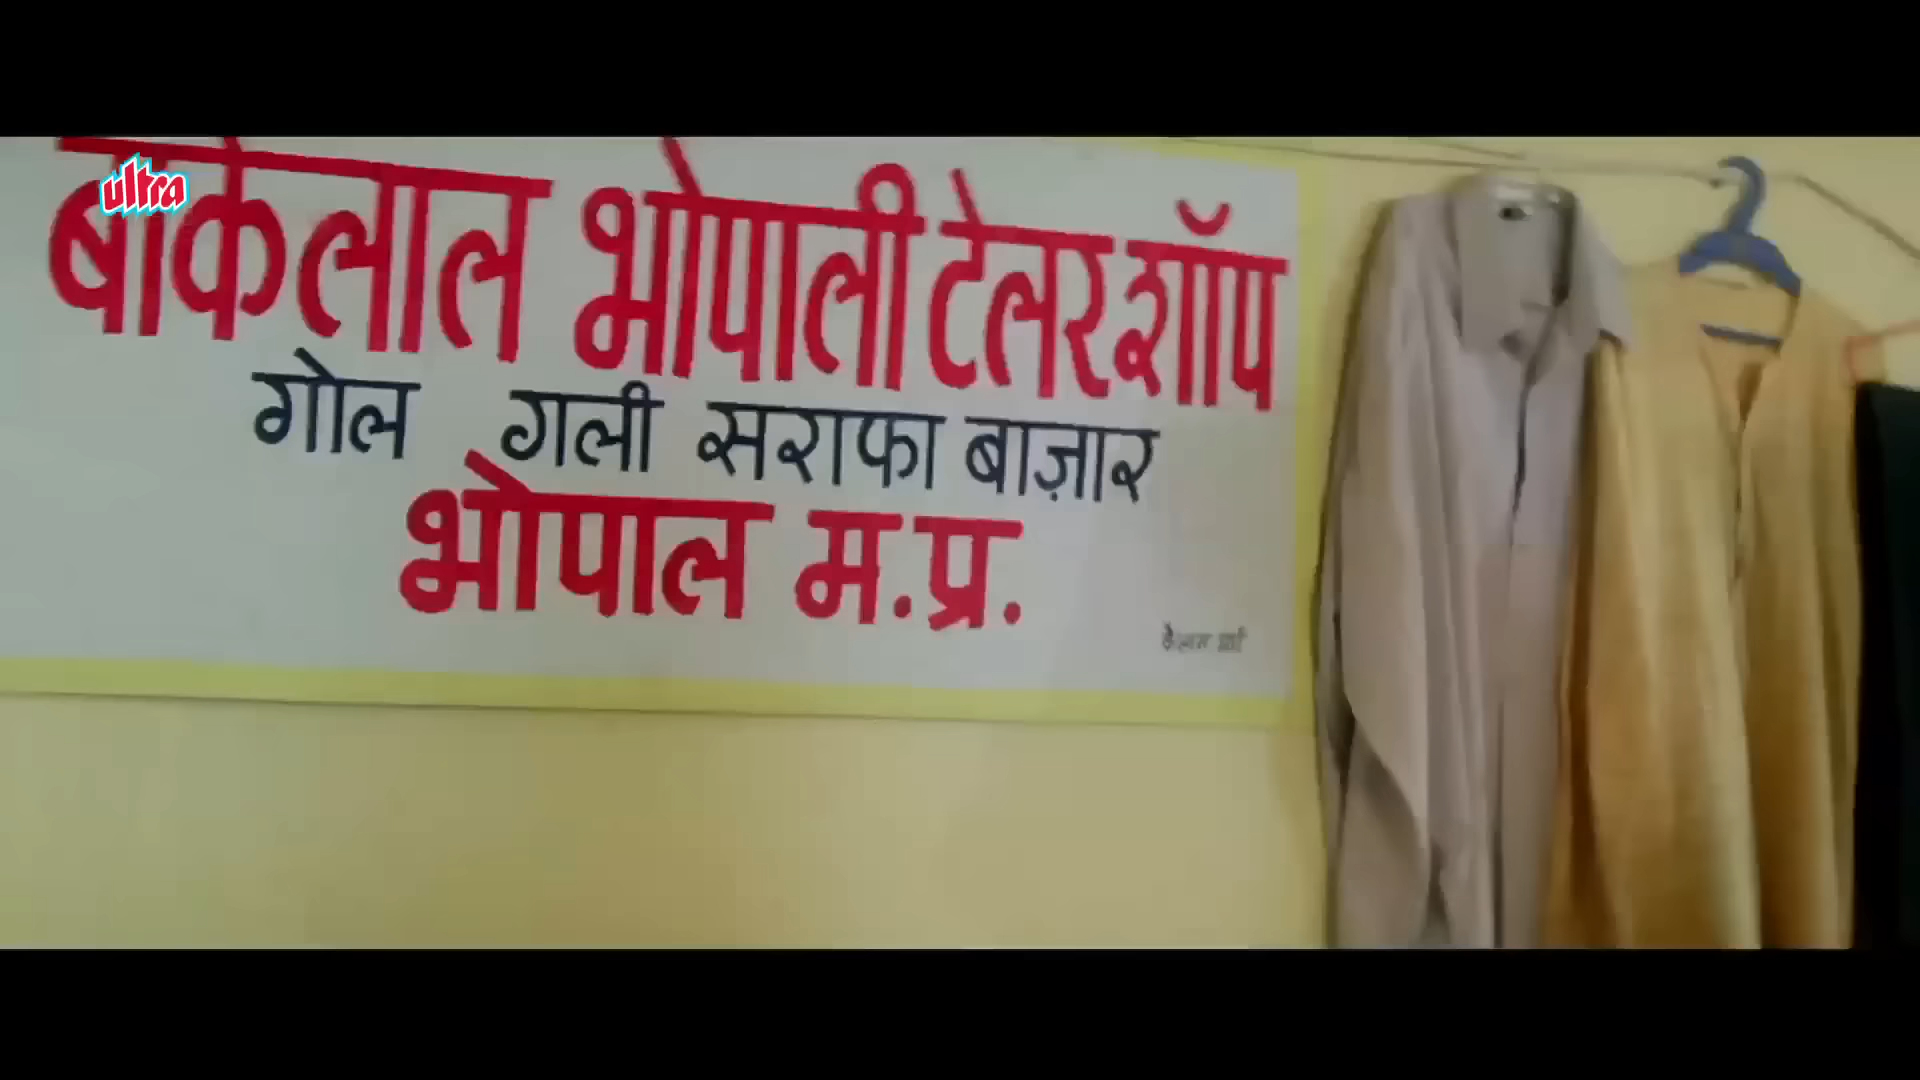 ultra
बाकेलाल भोपाली टेलर शॉप
गोल गली सराफा बाज़ार
भोपाल म.प्र.